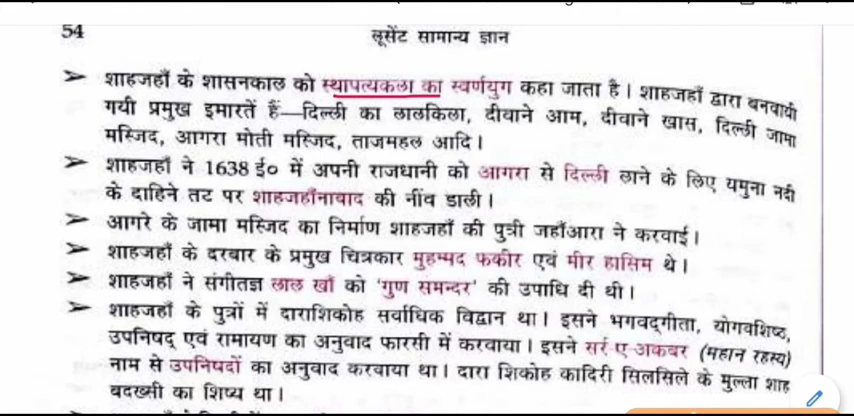 54
लूसेंट सामान्य ज्ञान
➢ शाहजहाँ के शासनकाल को स्थापत्यकला का स्वर्णयुग कहा जाता है। शाहजहाँ द्वारा बनवायी
गयी प्रमुख इमारतें हैं—दिल्ली का लालकिला, दीवाने आम, दीवाने खास, दिल्ली जामा
मस्जिद, आगरा मोती मस्जिद, ताजमहल आदि।
➢ शाहजहाँ ने 1638 ई० में अपनी राजधानी को आगरा से दिल्ली लाने के लिए यमुना नदी
के दाहिने तट पर शाहजहाँनाबाद की नींव डाली।
➢ आगरे के जामा मस्जिद का निर्माण शाहजहाँ की पुत्री जहाँआरा ने करवाई।
➢ शाहजहाँ के दरबार के प्रमुख चित्रकार मुहम्मद फकीर एवं मीर हासिम थे।
➢ शाहजहाँ ने संगीतज्ञ लाल खाँ को 'गुण समन्दर' की उपाधि दी थी।
➢ शाहजहाँ के पुत्रों में दाराशिकोह सर्वाधिक विद्वान था। इसने भगवद्गीता, योगवशिष्ठ,
उपनिषद् एवं रामायण का अनुवाद फारसी में करवाया। इसने सर्र-ए-अकबर (महान रहस्य)
नाम से उपनिषदों का अनुवाद करवाया था। दारा शिकोह कादिरी सिलसिले के मुल्ला शाह
बदख्सी का शिष्य था।